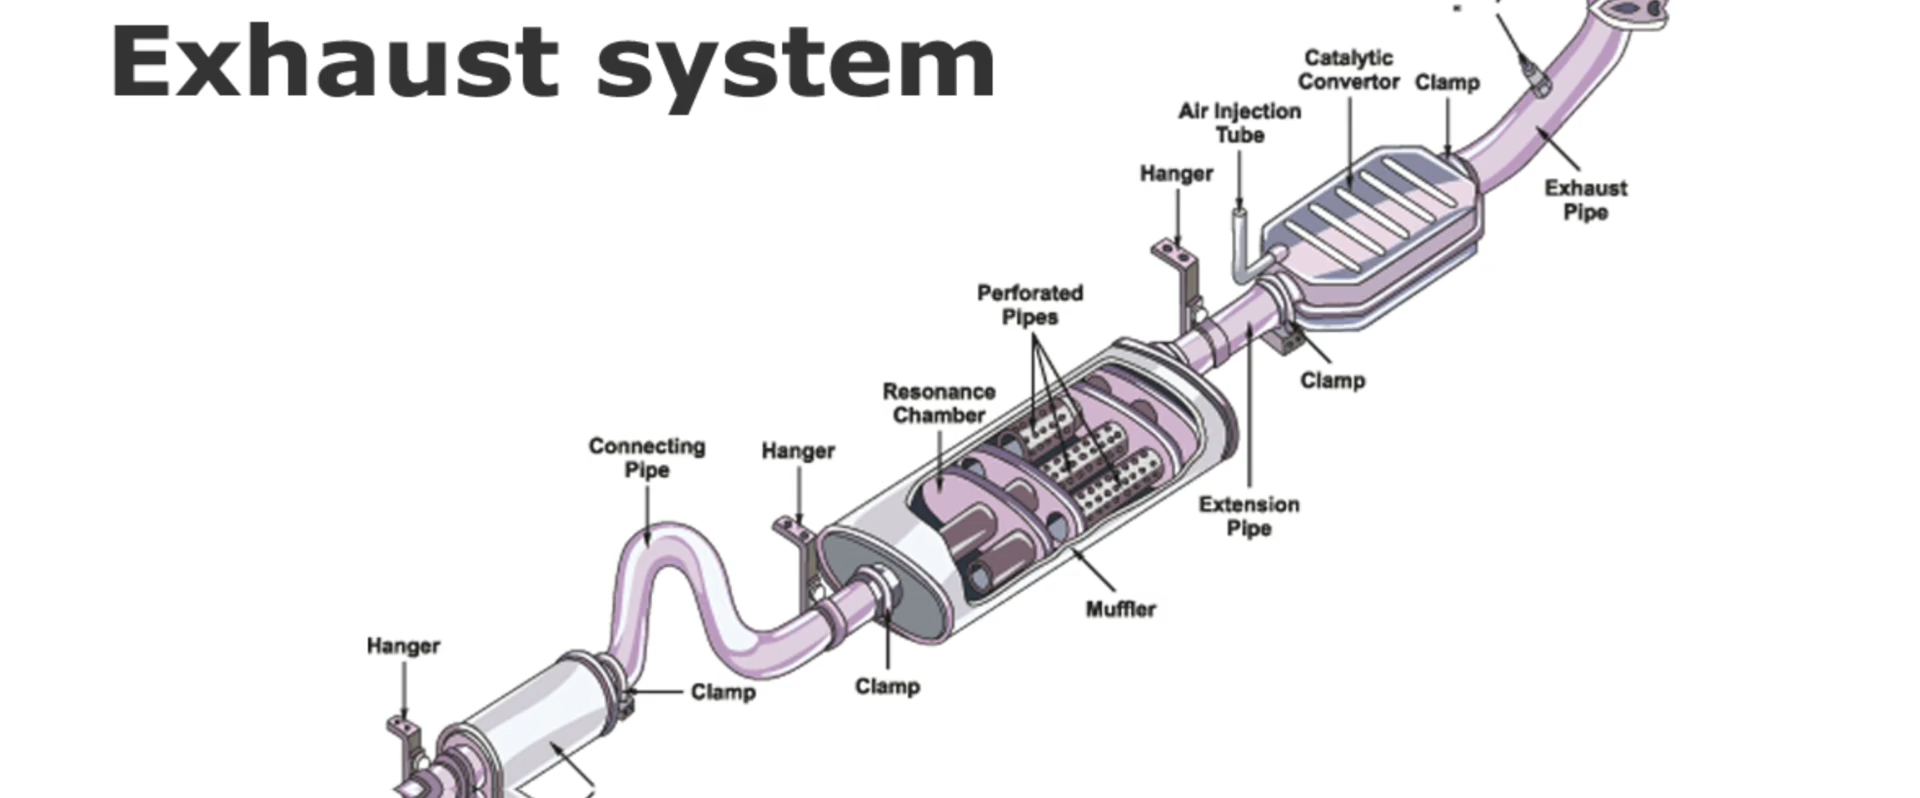 Exhaust system
Catalytic
Convertor
Clamp
Air Injection
Tube
Hanger
Exhaust
Pipe
Perforated
Pipes
Clamp
Resonance
Chamber
Connecting
Pipe
Hanger
Extension
Pipe
Muffler
Hanger
Clamp
Clamp